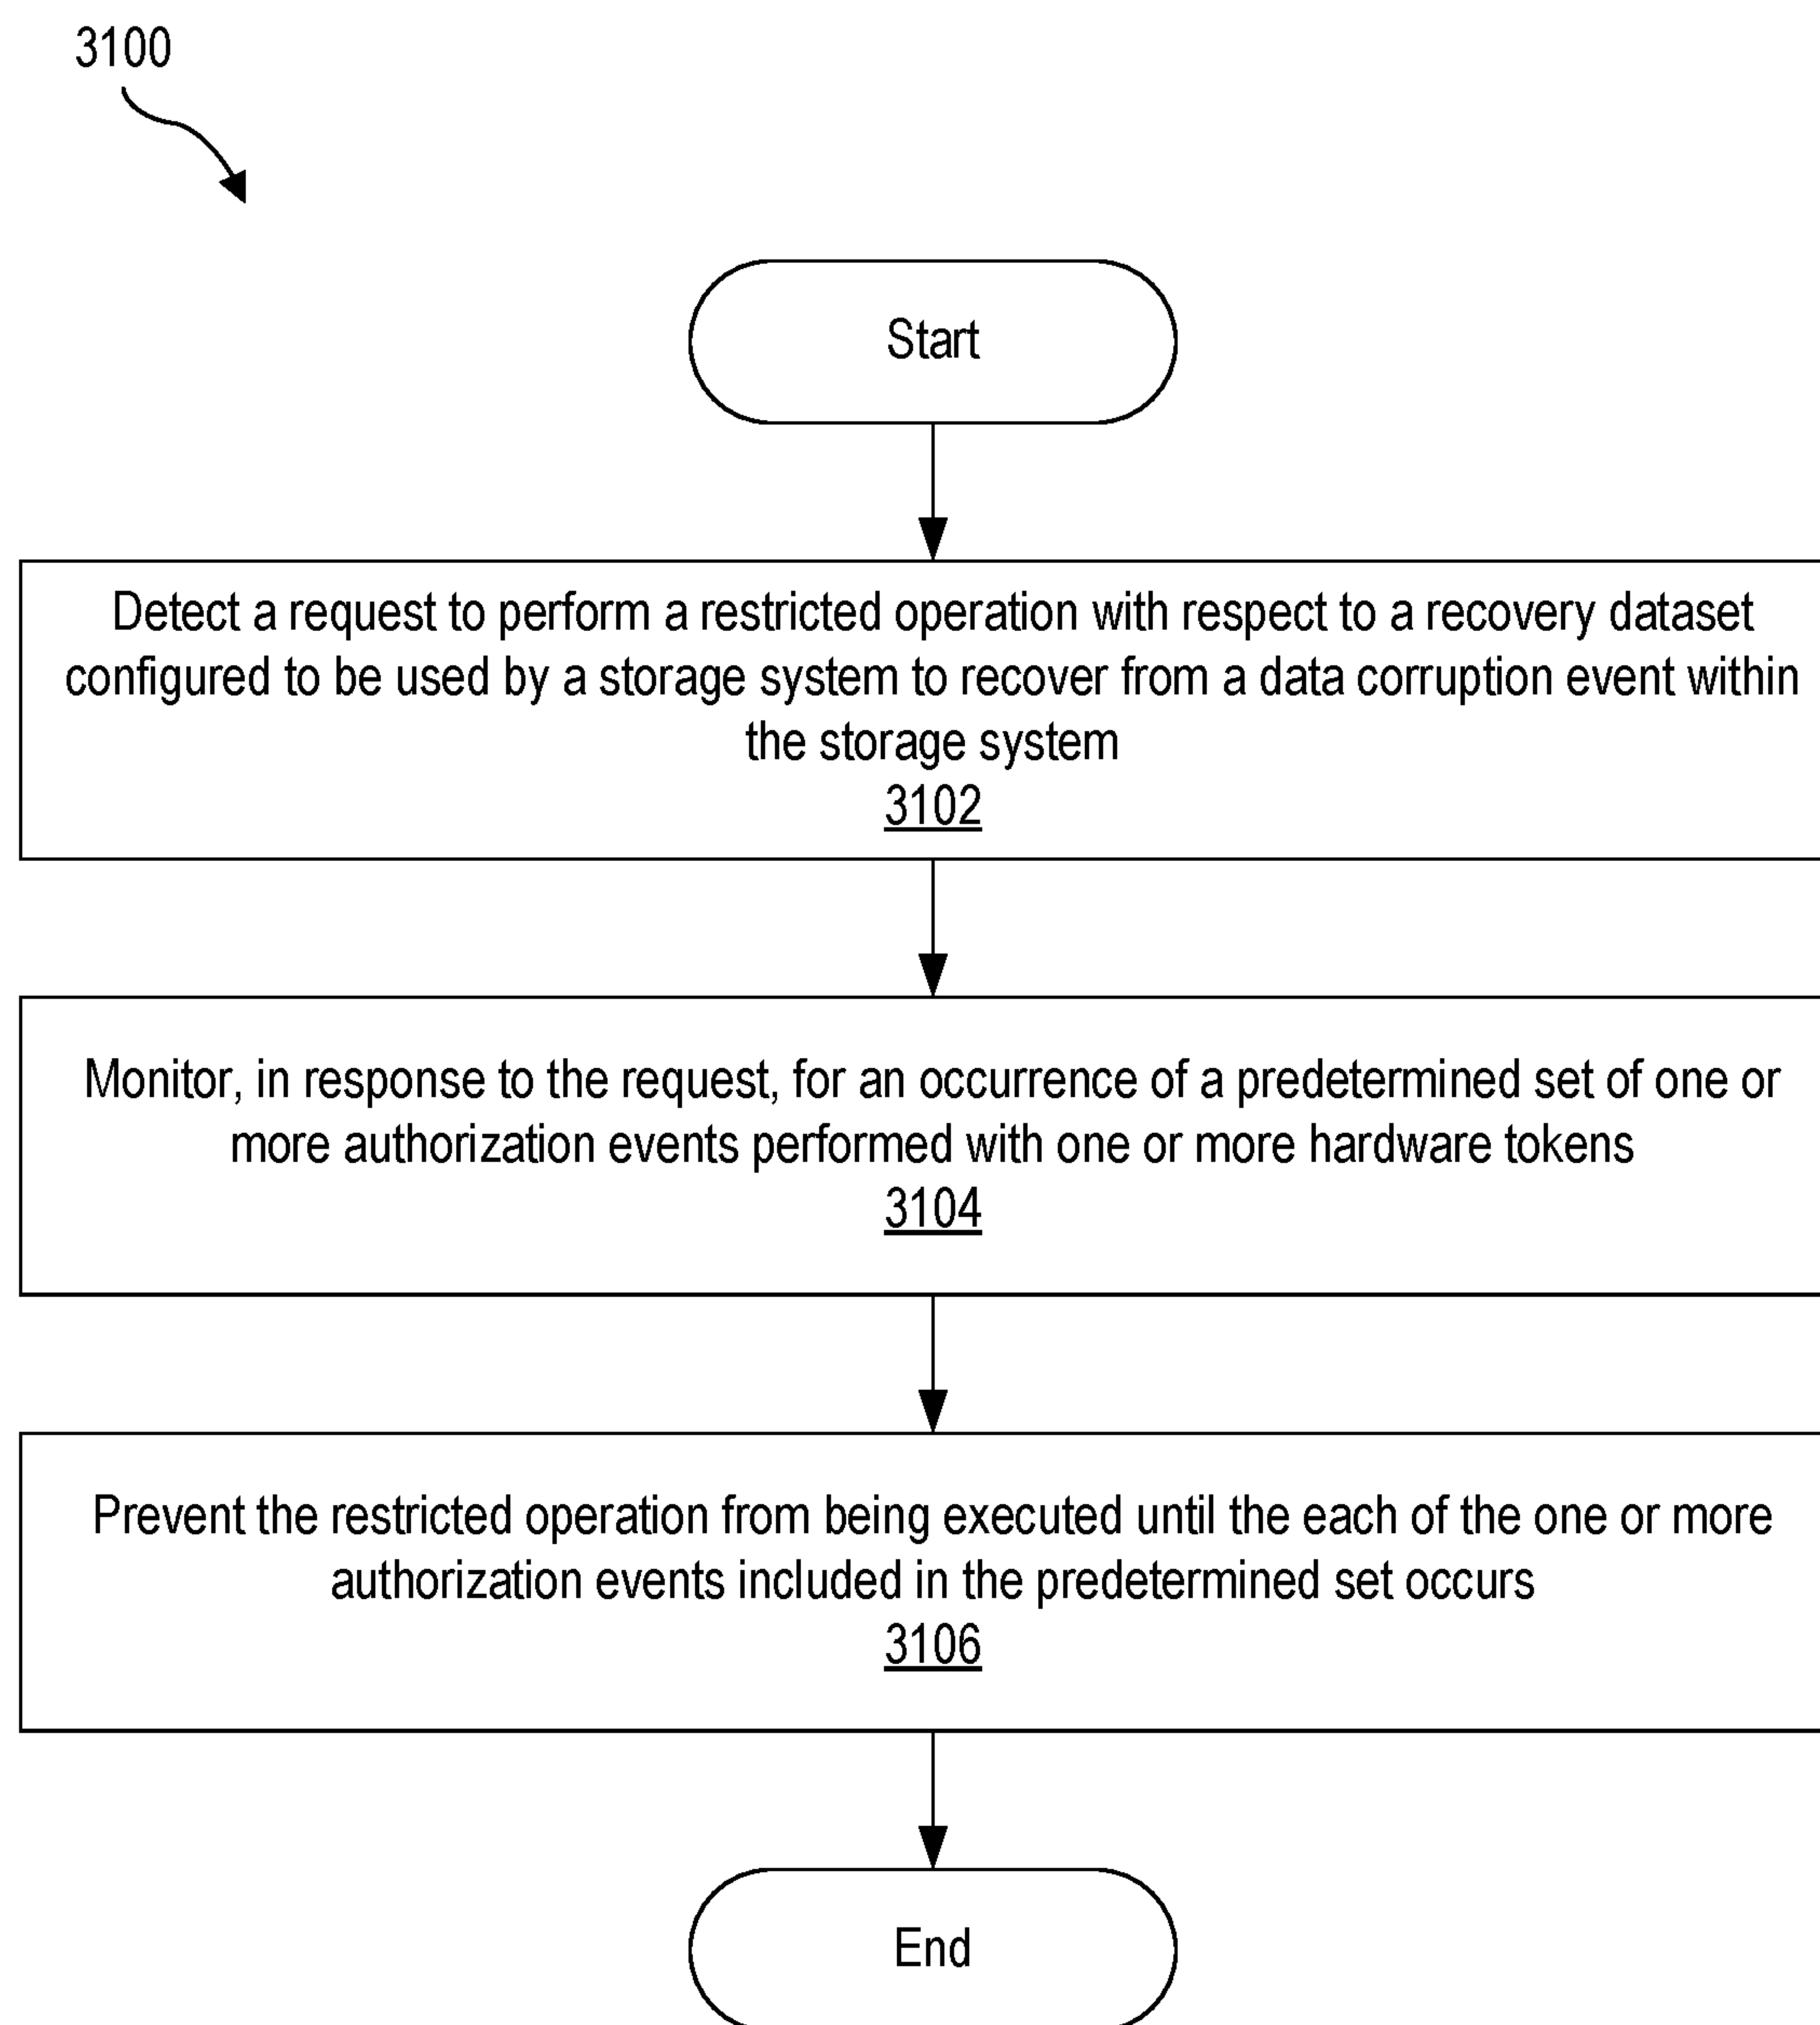 3100
Start
Detect a request to perform a restricted operation with respect to a recovery dataset
configured to be used by a storage system to recover from a data corruption event within
the storage system
3102
Monitor, in response to the request, for an occurrence of a predetermined set of one or
more authorization events performed with one or more hardware tokens
3104
Prevent the restricted operation from being executed until the each of the one or more
authorization events included in the predetermined set occurs
3106
End